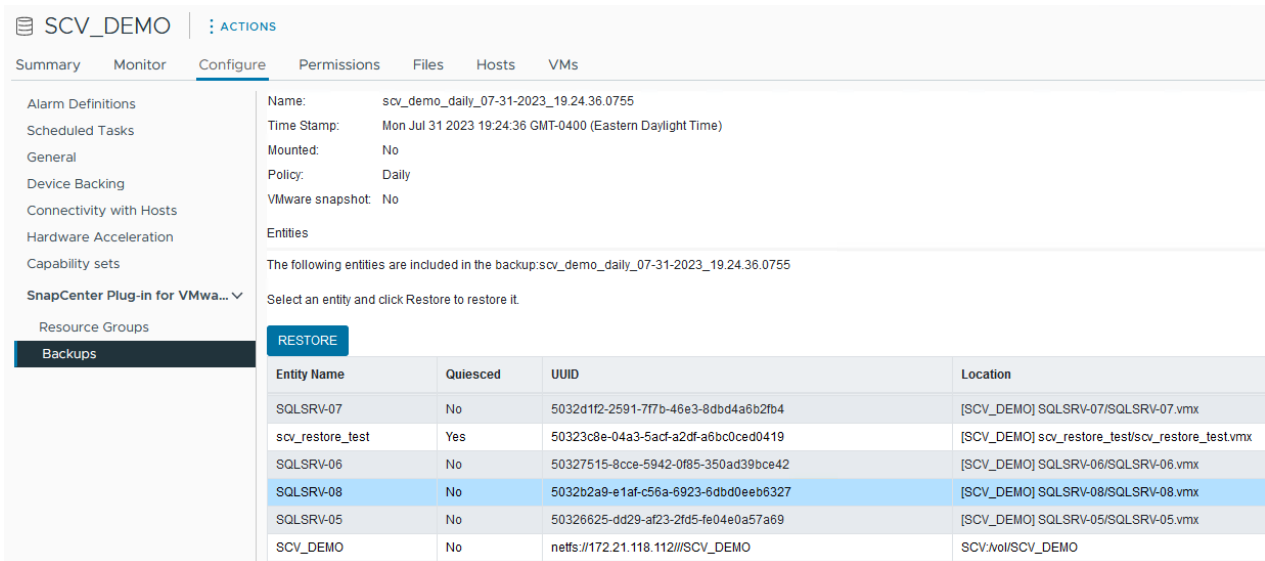 SCV_DEMO ACTIONS
Summary Monitor Configure Permissions Files Hosts VMs
Alarm Definitions
Scheduled Tasks
General
Device Backing
Connectivity with Hosts
Hardware Acceleration
Capability sets
SnapCenter Plug-in for VMwa...
Resource Groups
Backups
Name: scv_demo_daily_07-31-2023_19.24.36.0755
Time Stamp: Mon Jul 31 2023 19:24:36 GMT-0400 (Eastern Daylight Time)
Mounted: No
Policy: Daily
VMware snapshot: No
Entities
The following entities are included in the backup:scv_demo_daily_07-31-2023_19.24.36.0755
Select an entity and click Restore to restore it.
RESTORE
Entity Name Quiesced UUID Location
SQLSRV-07 No 5032d1f2-2591-7f7b-46e3-8dbd4a6b2fb4 [SCV_DEMO] SQLSRV-07/SQLSRV-07.vmx
scv_restore_test Yes 50323c8e-04a3-5acf-a2df-a6bc0ced0419 [SCV_DEMO] scv_restore_test/scv_restore_test.vmx
SQLSRV-06 No 50327515-8cce-5942-0f85-350ad39bce42 [SCV_DEMO] SQLSRV-06/SQLSRV-06.vmx
SQLSRV-08 No 5032b2a9-e1af-c56a-6923-6dbd0eeb6327 [SCV_DEMO] SQLSRV-08/SQLSRV-08.vmx
SQLSRV-05 No 50326625-dd29-af23-2fd5-fe04e0a57a69 [SCV_DEMO] SQLSRV-05/SQLSRV-05.vmx
SCV_DEMO No netfs://172.21.118.112///SCV_DEMO SCV:/vol/SCV_DEMO